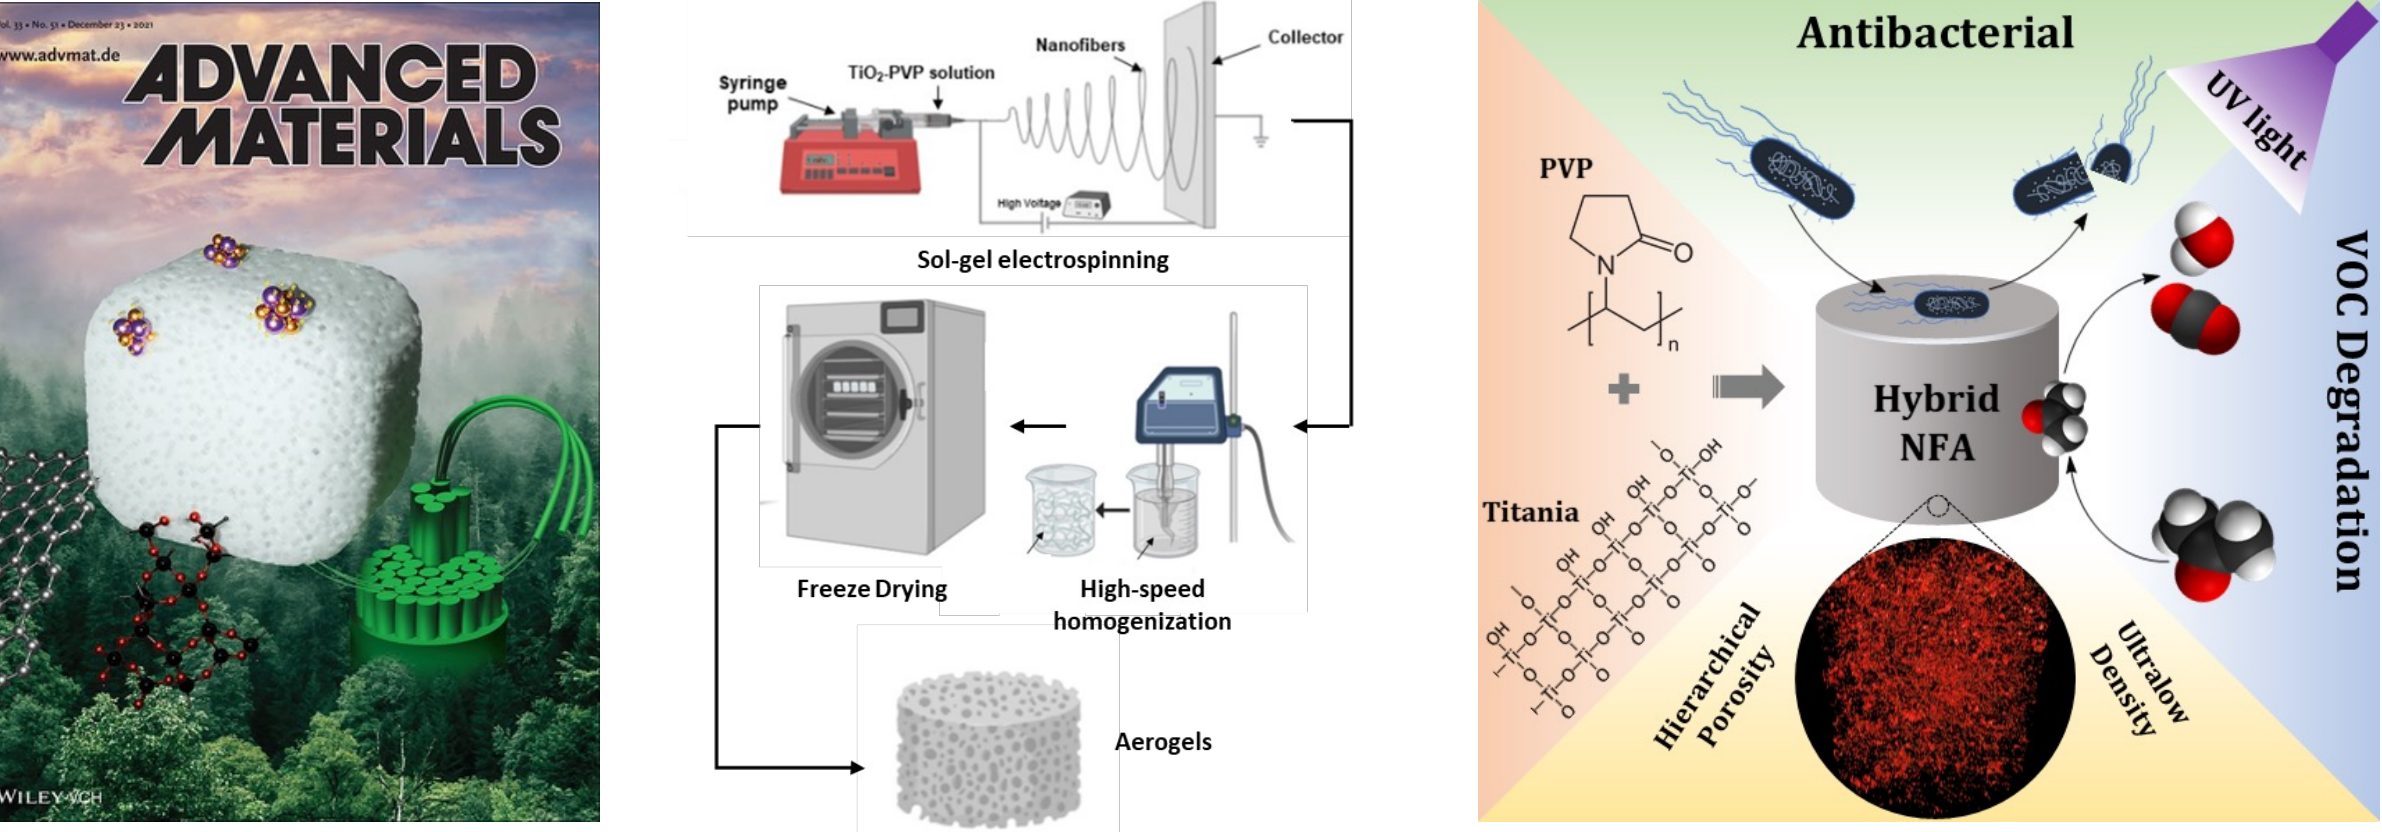 Vol. 33 • No. 51 • December 23 • 2021
www.advmat.de
ADVANCED
MATERIALS
WILEY-VCH
Nanofibers
Collector
TiO₂-PVP solution
Syringe
pump
High Voltage
Sol-gel electrospinning
Freeze Drying
High-speed
homogenization
Aerogels
Antibacterial
UV light
PVP
O
N
n
Titania
OH
O
Ti
Hybrid
NFA
VOC Degradation
Hierarchical
Porosity
Ultralow
Density